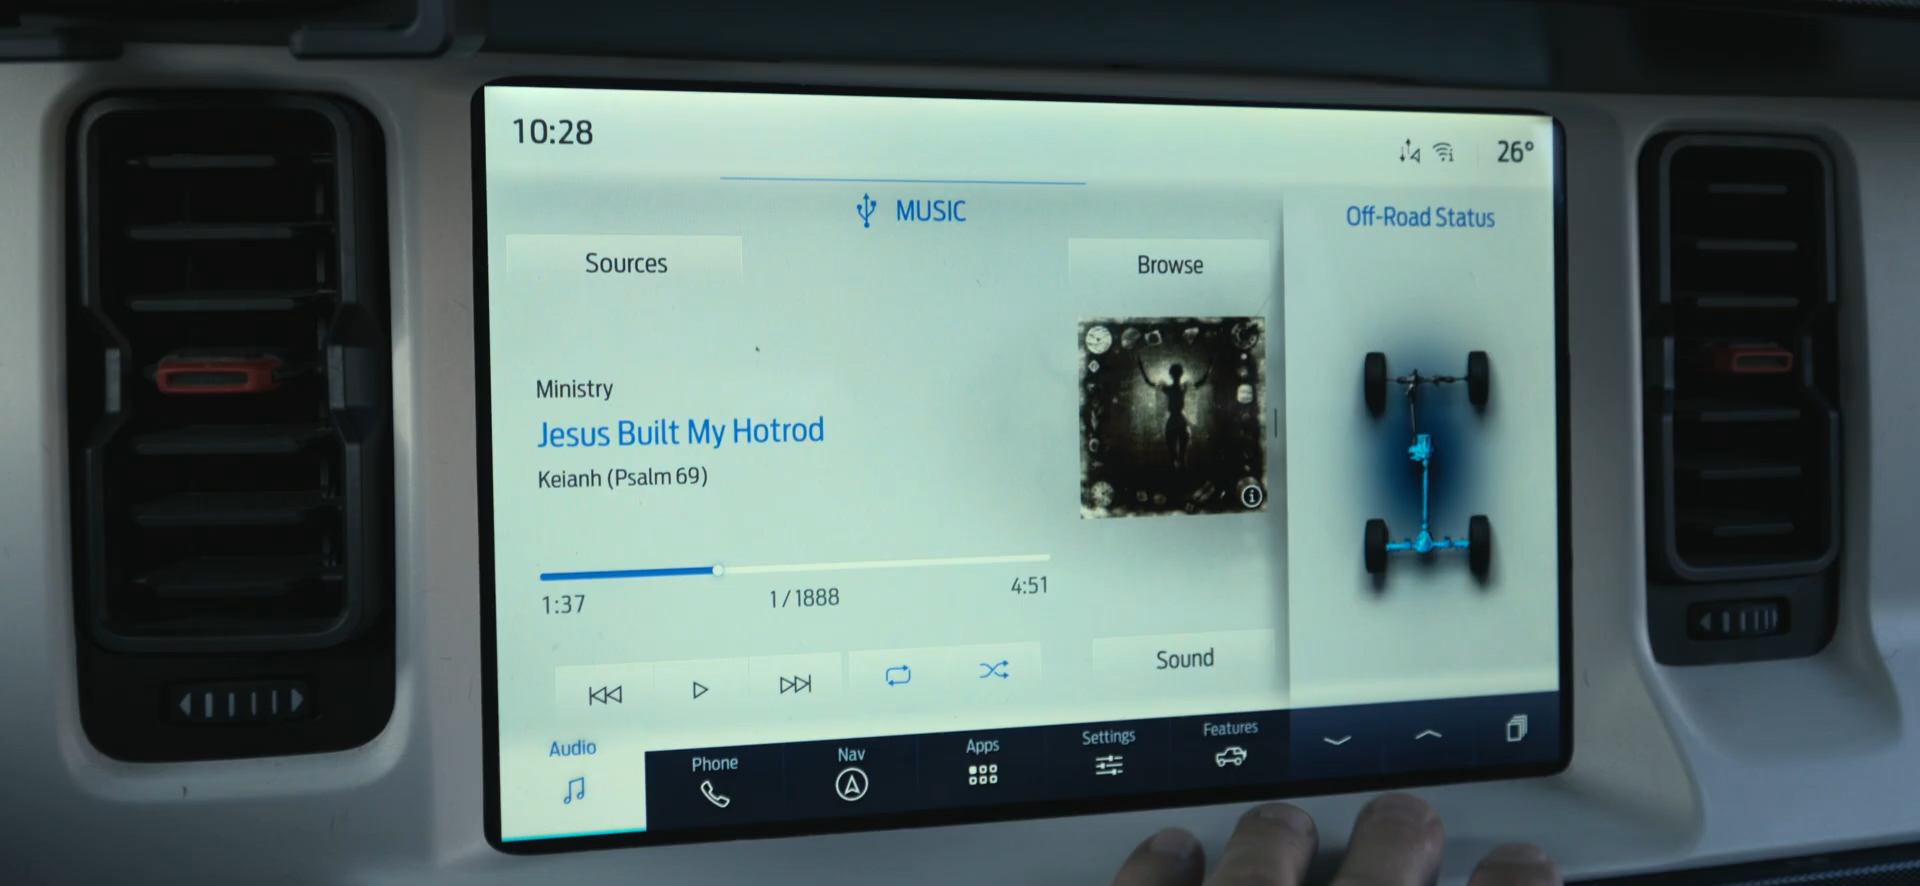 10:28
26°
MUSIC
Off-Road Status
Sources
Browse
Ministry
Jesus Built My Hotrod
Keianh (Psalm 69)
1:37
1 / 1888
4:51
Sound
Audio
Phone
Nav
Apps
Settings
Features